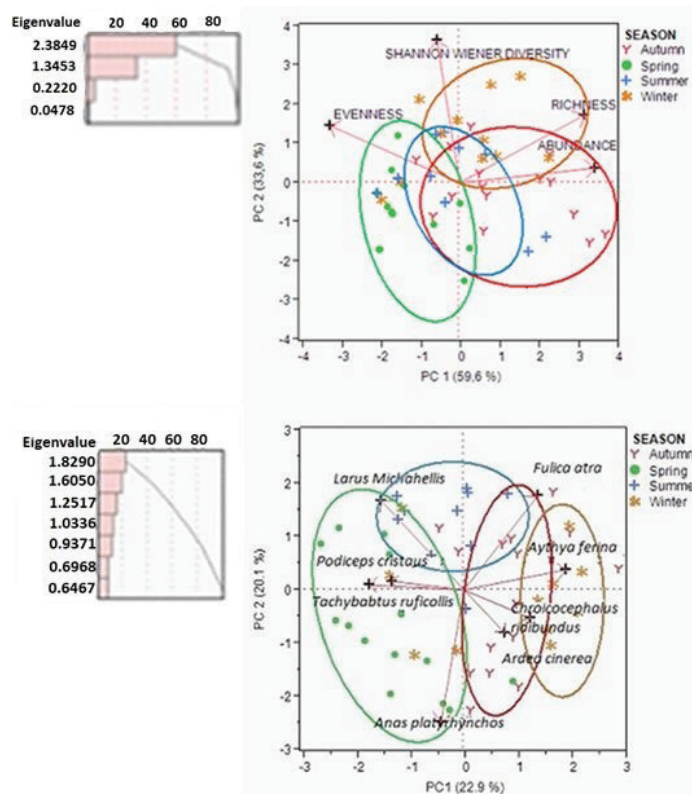 Eigenvalue 20 40 60 80
2.3849
1.3453
0.2220
0.0478
4
3
2
1
0
-1
-2
-3
-4
PC 2 (33,6 %)
SHANNON WIENER DIVERSITY
EVENNESS
RICHNESS
ABUNDANCE
-4 -3 -2 -1 0 1 2 3 4
PC 1 (59,6 %)
SEASON
Autumn
Spring
Summer
Winter
Eigenvalue 20 40 60 80
1.8290
1.6050
1.2517
1.0336
0.9371
0.6968
0.6467
3
2
1
0
-1
-2
-3
PC 2 (20.1 %)
Larus Michahellis
Fulica atra
Podiceps cristaus
Aythya ferina
Tachybabtus ruficollis
Chroicocephalus
ridibundus
Ardea cinerea
Anas platyrhynchos
-3 -2 -1 0 1 2 3
PC1 (22.9 %)
SEASON
Autumn
Spring
Summer
Winter